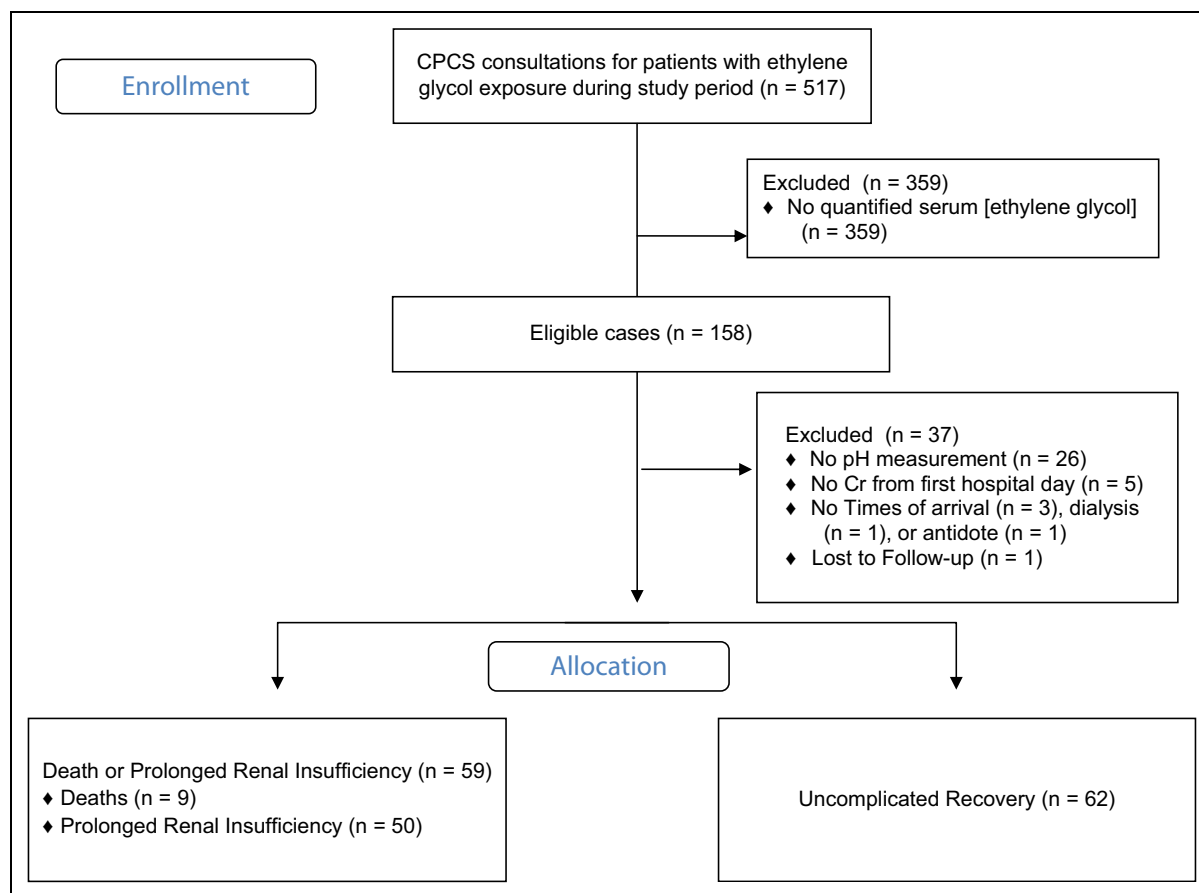 Enrollment
CPCS consultations for patients with ethylene
glycol exposure during study period (n = 517)
Excluded (n = 359)
♦ No quantified serum [ethylene glycol]
(n = 359)
Eligible cases (n = 158)
Excluded (n = 37)
♦ No pH measurement (n = 26)
♦ No Cr from first hospital day (n = 5)
♦ No Times of arrival (n = 3), dialysis
(n = 1), or antidote (n = 1)
♦ Lost to Follow-up (n = 1)
Allocation
Death or Prolonged Renal Insufficiency (n = 59)
♦ Deaths (n = 9)
♦ Prolonged Renal Insufficiency (n = 50)
Uncomplicated Recovery (n = 62)